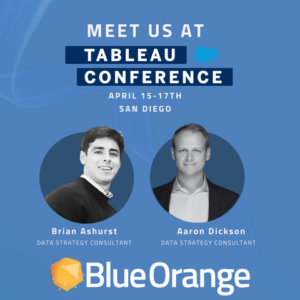 MEET US AT
TABLEAU
CONFERENCE
APRIL 15-17TH
SAN DIEGO
Brian Ashurst
DATA STRATEGY CONSULTANT
Aaron Dickson
DATA STRATEGY CONSULTANT
BlueOrange